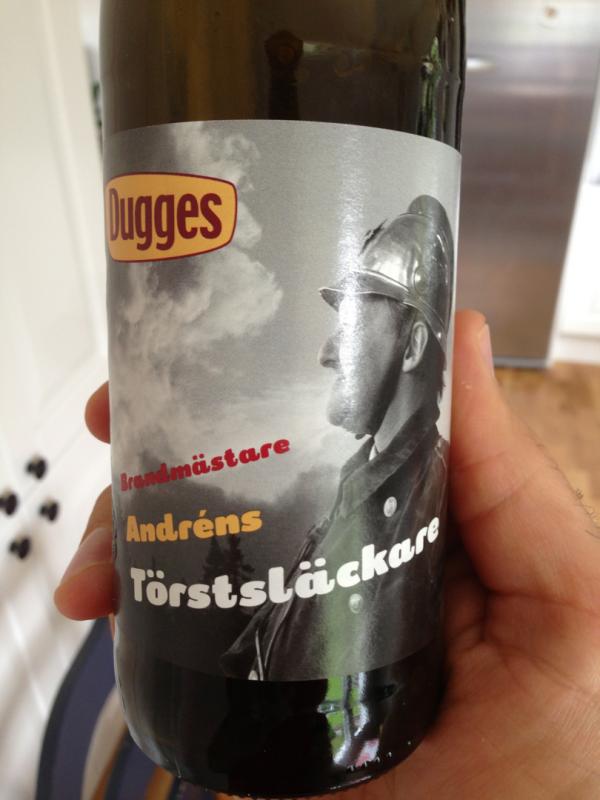 Dugges
Brandmästare
Andréns
Törstsläckare